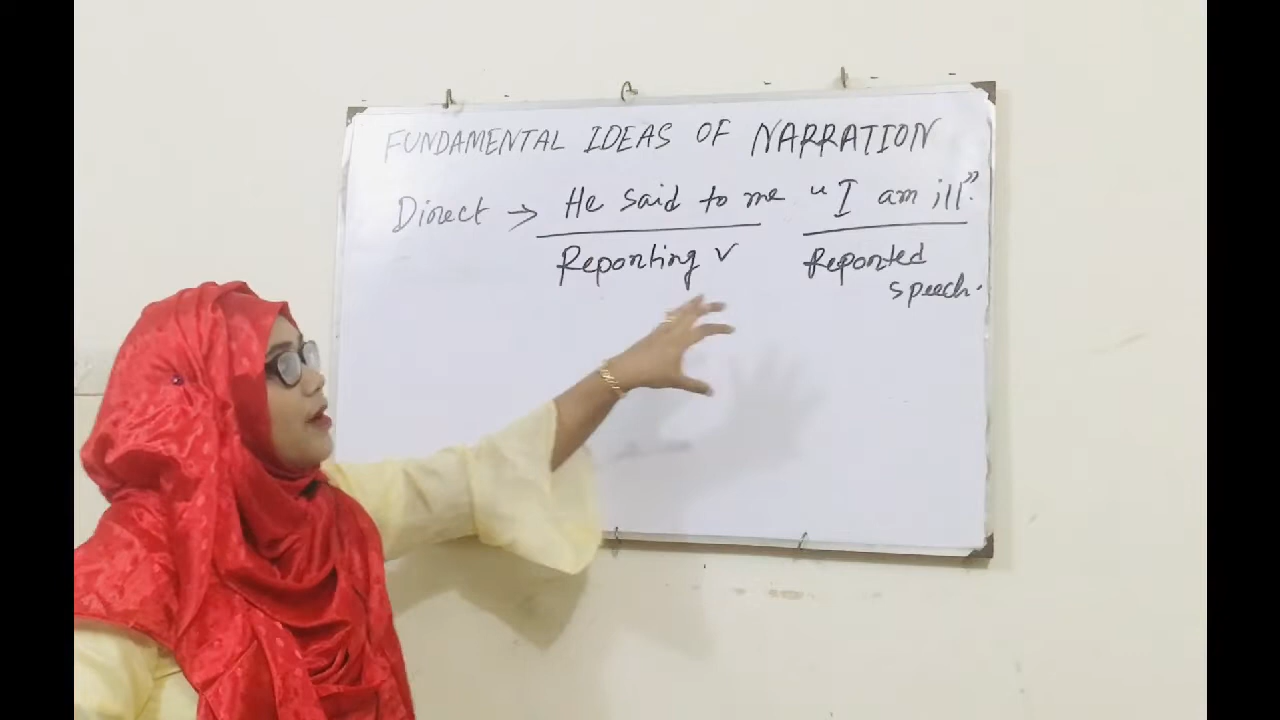 FUNDAMENTAL IDEAS OF NARRATION
Direct → He said to me "I am ill".
Reporting v Reported
speech.